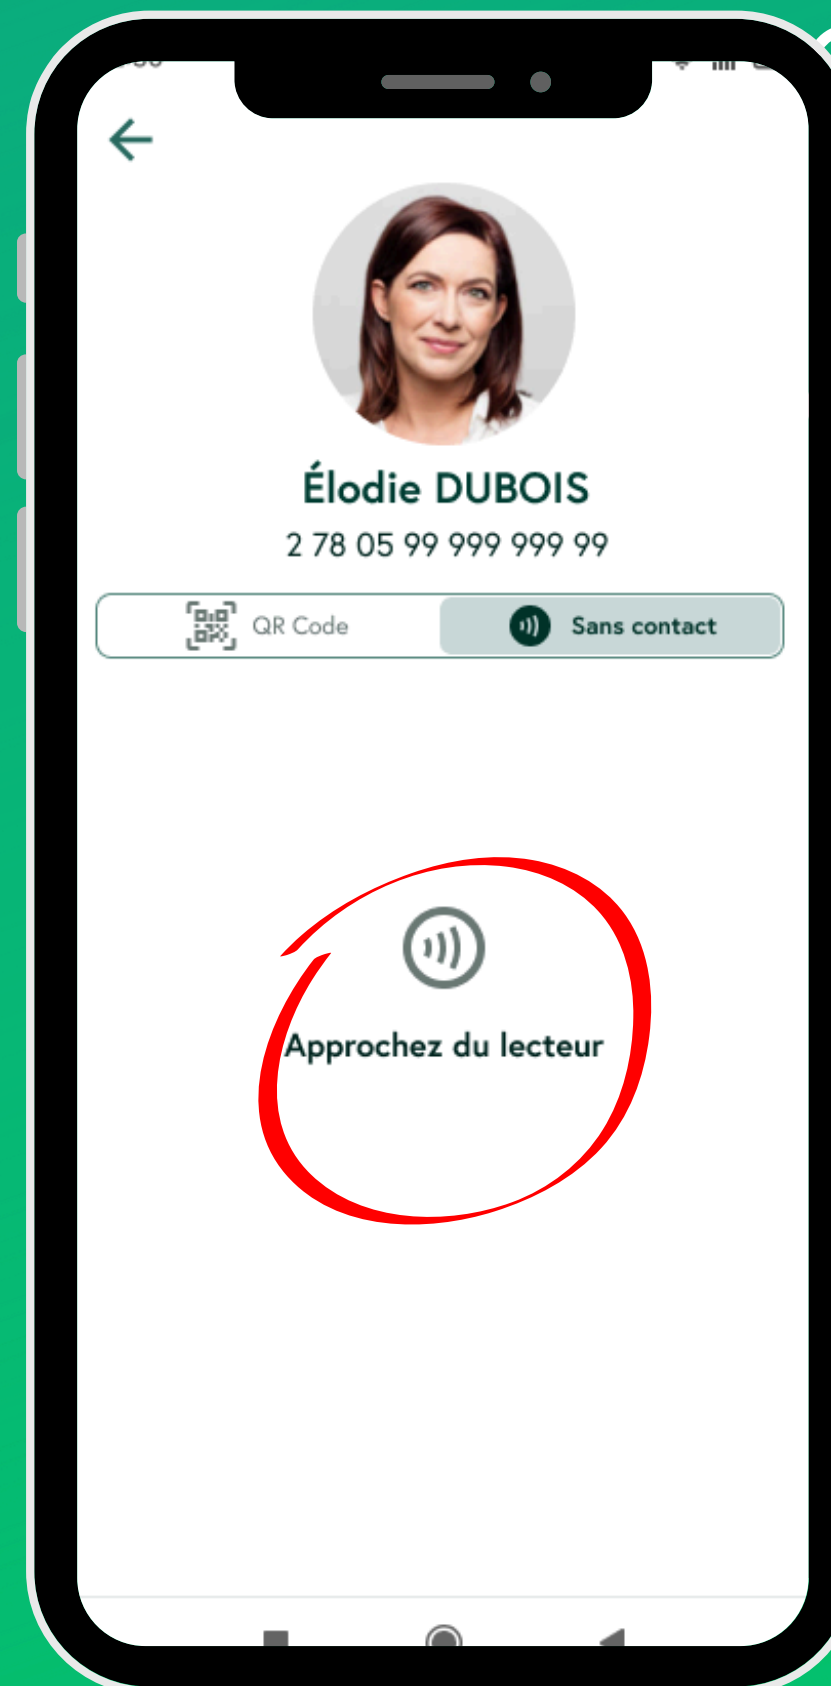 Élodie DUBOIS
2 78 05 99 999 999 99
QR Code
Sans contact
Approchez du lecteur